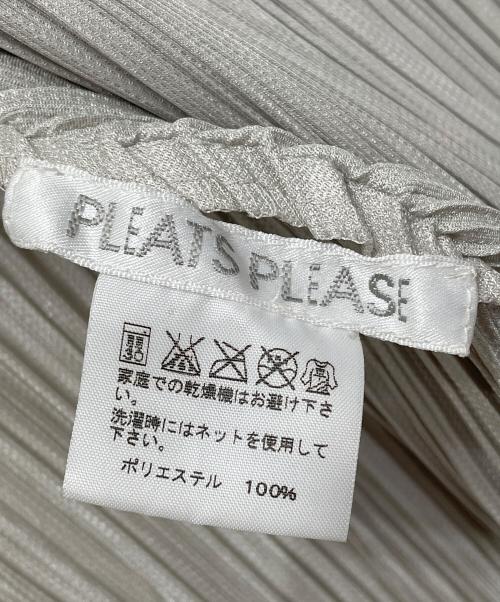 PLEATS PLEASE
弱 30
家庭での乾燥機はお避け下さ
い。
洗濯時にはネットを使用して
下さい。
ポリエステル 100%